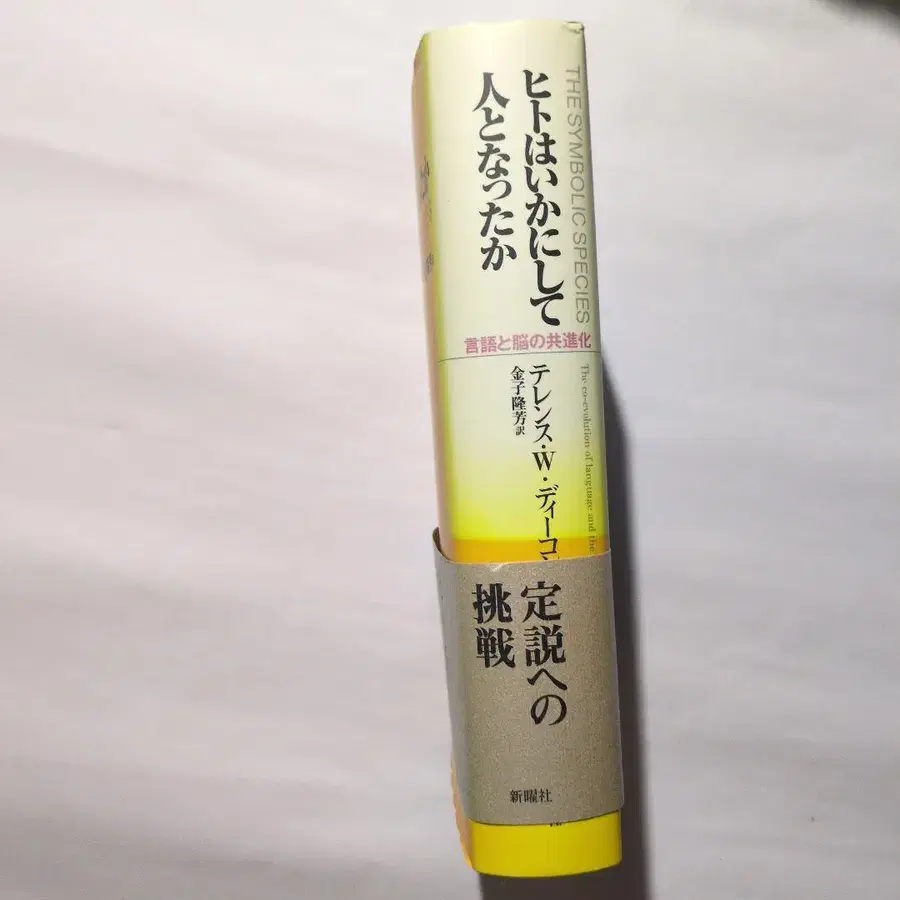 THE SYMBOLIC SPECIES
ヒトはいかにして
人となったか
言語と脳の共進化
The co-evolution of language and the
テレンス・W・ディーコ
金子隆芳訳
定説への
挑戦
新曜社